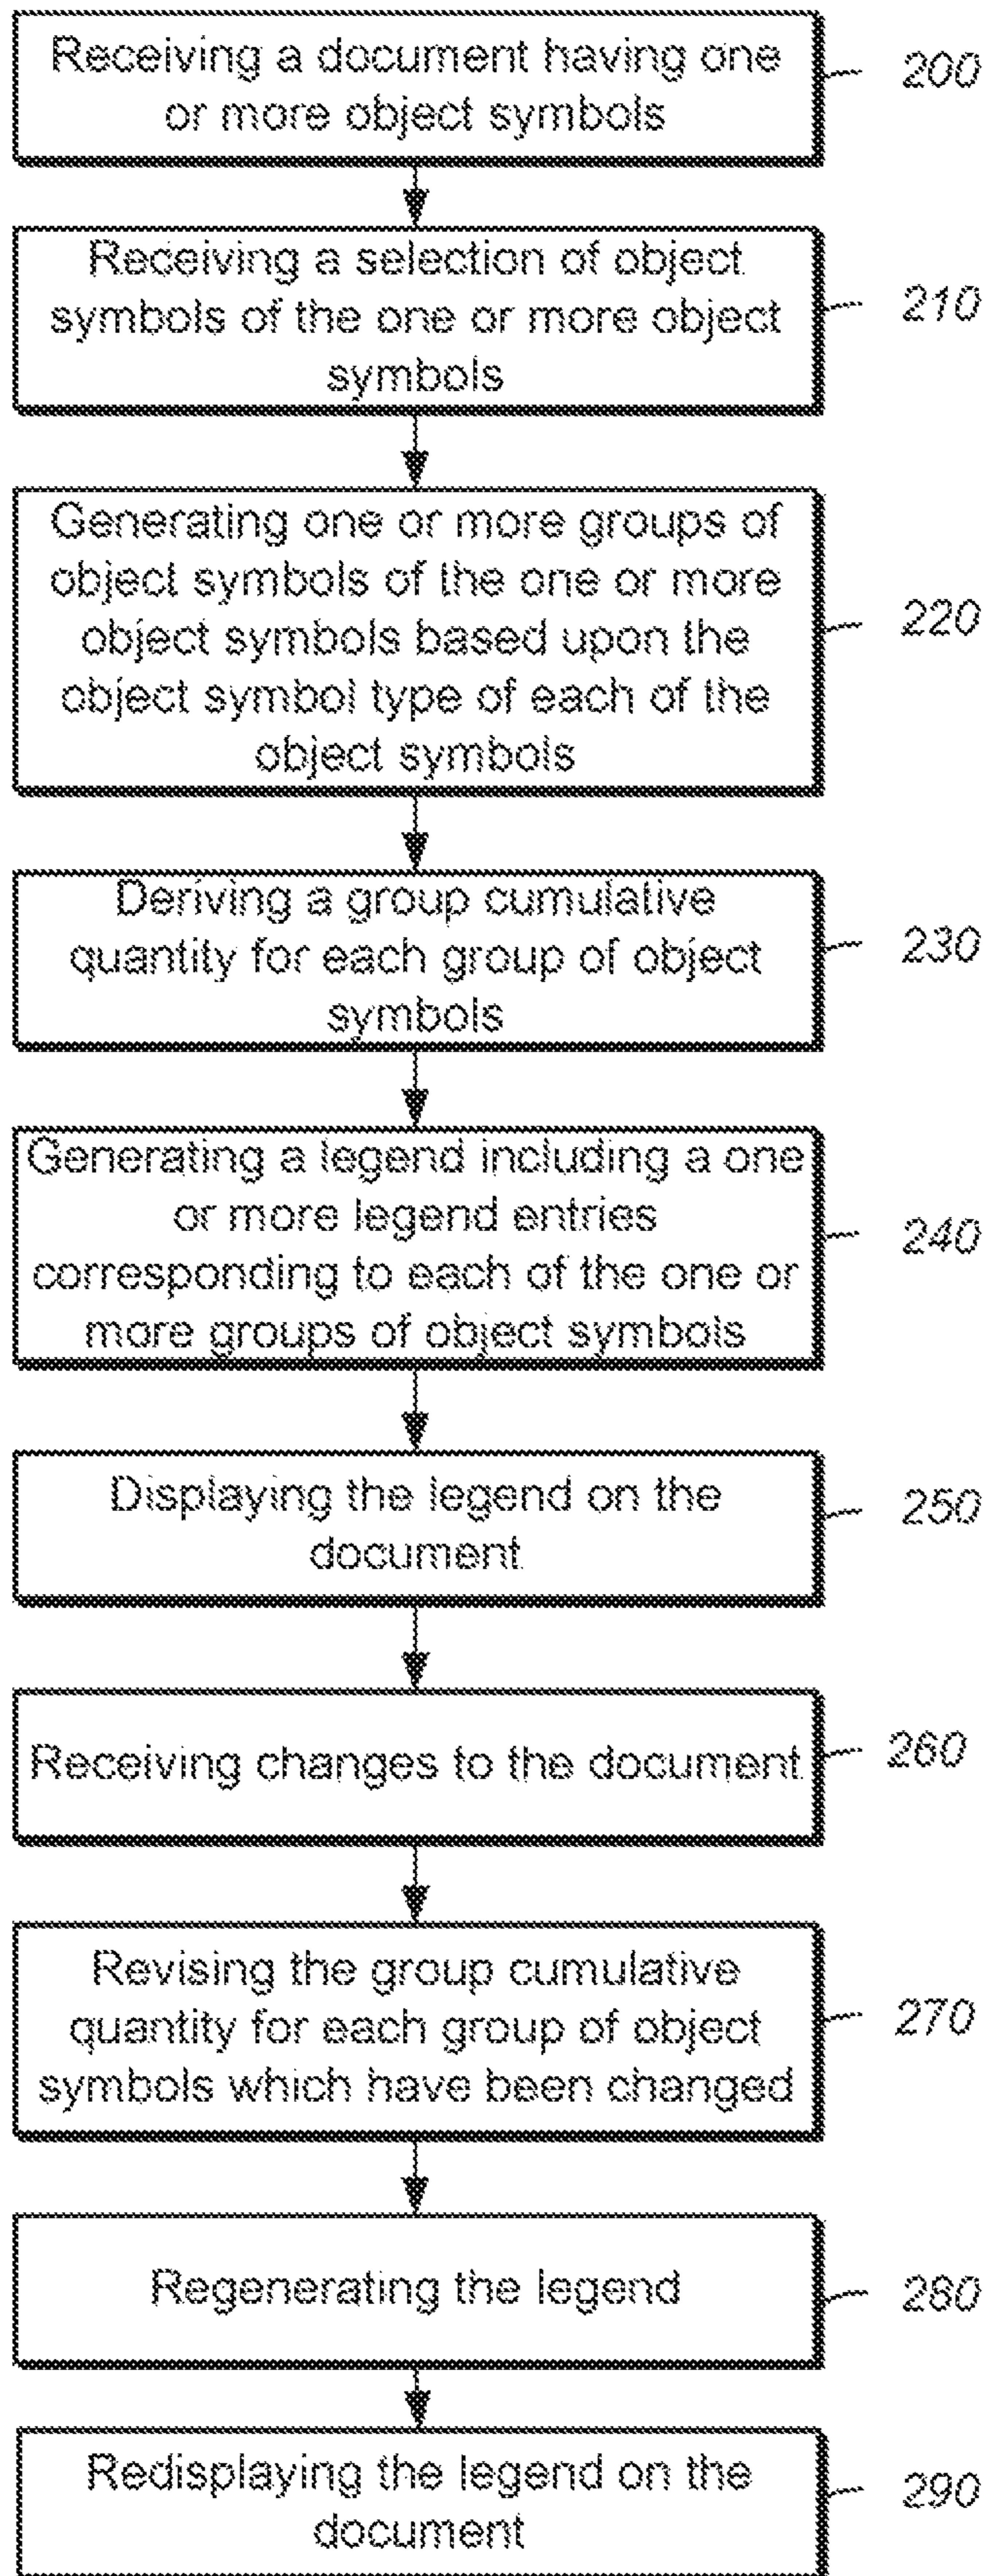 Receiving a document having one
or more object symbols
200
Receiving a selection of object
symbols of the one or more object
symbols
210
Generating one or more groups of
object symbols of the one or more
object symbols based upon the
object symbol type of each of the
object symbols
220
Deriving a group cumulative
quantity for each group of object
symbols
230
Generating a legend including a one
or more legend entries
corresponding to each of the one or
more groups of object symbols
240
Displaying the legend on the
document
250
Receiving changes to the document
260
Revising the group cumulative
quantity for each group of object
symbols which have been changed
270
Regenerating the legend
280
Redisplaying the legend on the
document
290